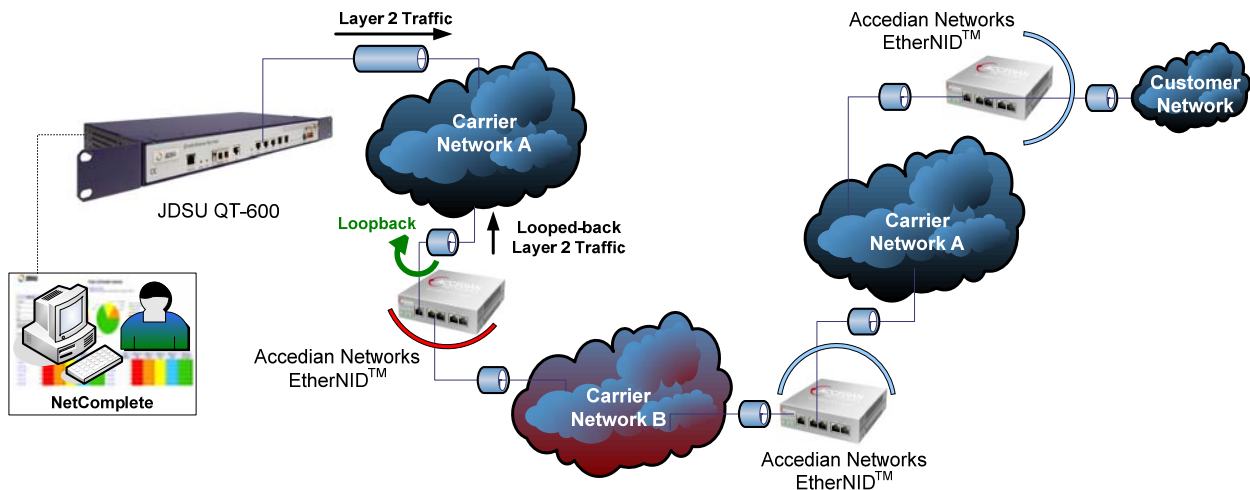 Layer 2 Traffic
Carrier
Network A
JDSU QT-600
Loopback
Looped-back
Layer 2 Traffic
Accedian Networks
EtherNID™
NetComplete
Carrier
Network B
Accedian Networks
EtherNID™
Carrier
Network A
Accedian Networks
EtherNID™
Customer
Network